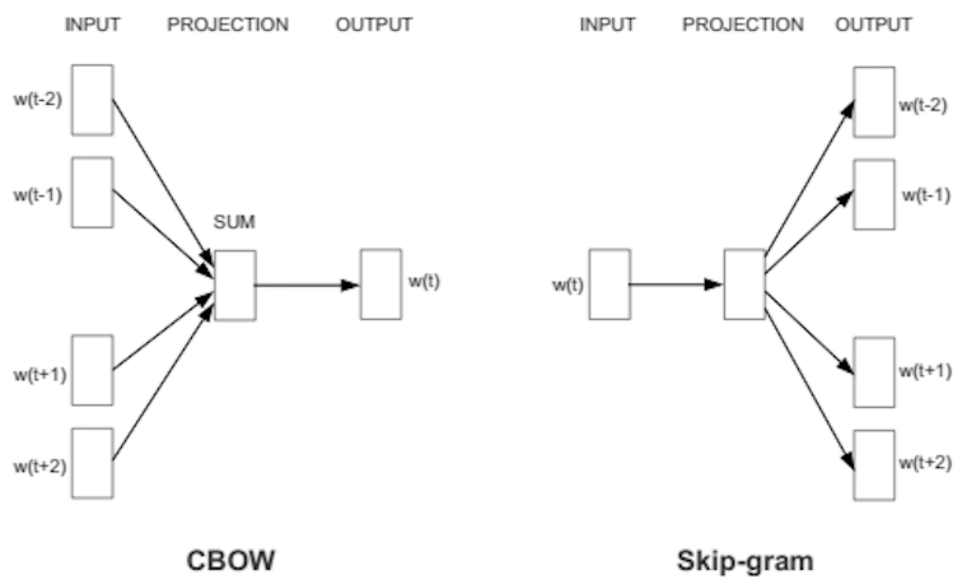 INPUT PROJECTION OUTPUT
w(t-2)
w(t-1)
SUM
w(t)
w(t+1)
w(t+2)
CBOW
INPUT PROJECTION OUTPUT
w(t-2)
w(t-1)
w(t)
w(t+1)
w(t+2)
Skip-gram